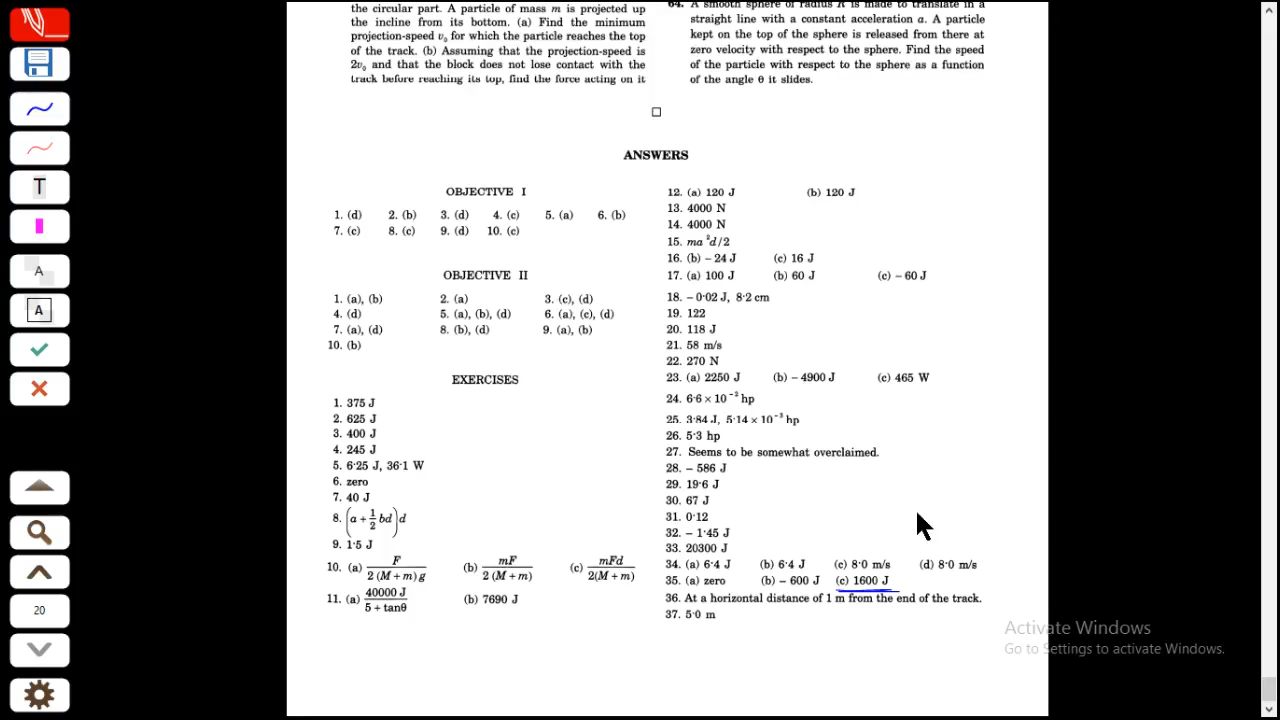 the circular part. A particle of mass m is projected up
the incline from its bottom. (a) Find the minimum
projection-speed v₀ for which the particle reaches the top
of the track. (b) Assuming that the projection-speed is
2v₀ and that the block does not lose contact with the
track before reaching its top, find the force acting on it
64. A smooth sphere of radius R is made to translate in a
straight line with a constant acceleration a. A particle
kept on the top of the sphere is released from there at
zero velocity with respect to the sphere. Find the speed
of the particle with respect to the sphere as a function
of the angle θ it slides.
ANSWERS
OBJECTIVE I
1. (d) 2. (b) 3. (d) 4. (c) 5. (a) 6. (b)
7. (c) 8. (c) 9. (d) 10. (c)
OBJECTIVE II
1. (a), (b) 2. (a) 3. (c), (d)
4. (d) 5. (a), (b), (d) 6. (a), (c), (d)
7. (a), (d) 8. (b), (d) 9. (a), (b)
10. (b)
EXERCISES
1. 375 J
2. 625 J
3. 400 J
4. 245 J
5. 6·25 J, 36·1 W
6. zero
7. 40 J
8. (a + 1/2 bd) d
9. 1·5 J
10. (a) F / 2 (M + m) g (b) mF / 2 (M + m) (c) mFd / 2(M + m)
11. (a) 40000 J / 5 + tanθ (b) 7690 J
12. (a) 120 J (b) 120 J
13. 4000 N
14. 4000 N
15. ma²d/2
16. (b) – 24 J (c) 16 J
17. (a) 100 J (b) 60 J (c) – 60 J
18. – 0·02 J, 8·2 cm
19. 122
20. 118 J
21. 58 m/s
22. 270 N
23. (a) 2250 J (b) – 4900 J (c) 465 W
24. 6·6 × 10⁻² hp
25. 3·84 J, 5·14 × 10⁻³ hp
26. 5·3 hp
27. Seems to be somewhat overclaimed.
28. – 586 J
29. 19·6 J
30. 67 J
31. 0·12
32. – 1·45 J
33. 20300 J
34. (a) 6·4 J (b) 6·4 J (c) 8·0 m/s (d) 8·0 m/s
35. (a) zero (b) – 600 J (c) 1600 J
36. At a horizontal distance of 1 m from the end of the track.
37. 5·0 m
T
A
A
20
Activate Windows
Go to Settings to activate Windows.